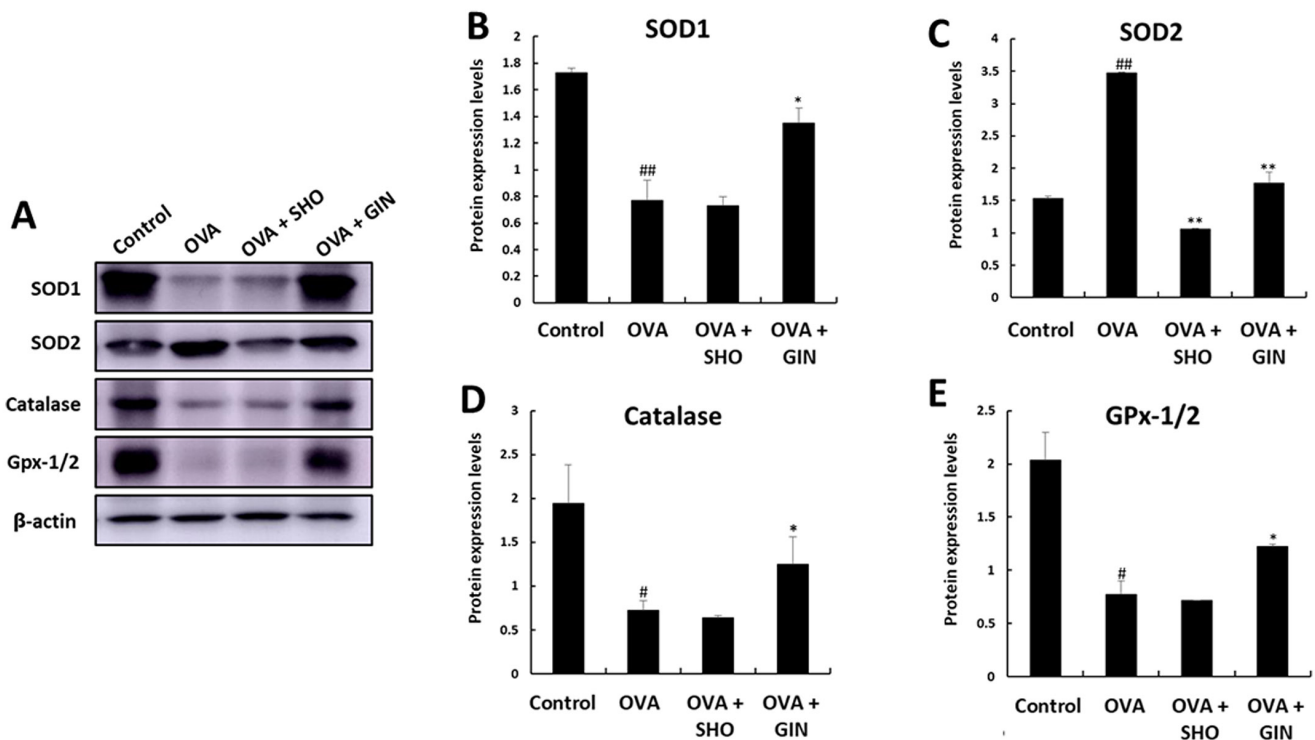 A
Control
OVA
OVA + SHO
OVA + GIN
SOD1
SOD2
Catalase
Gpx-1/2
β-actin
B
SOD1
Protein expression levels
2
1.8
1.6
1.4
1.2
1
0.8
0.6
0.4
0.2
0
##
*
Control
OVA
OVA +
SHO
OVA +
GIN
C
SOD2
Protein expression levels
4
3.5
3
2.5
2
1.5
1
0.5
0
##
**
**
Control
OVA
OVA +
SHO
OVA +
GIN
D
Catalase
Protein expression levels
3
2.5
2
1.5
1
0.5
0
#
*
Control
OVA
OVA +
SHO
OVA +
GIN
E
GPx-1/2
Protein expression levels
2.5
2
1.5
1
0.5
0
#
*
Control
OVA
OVA +
SHO
OVA +
GIN